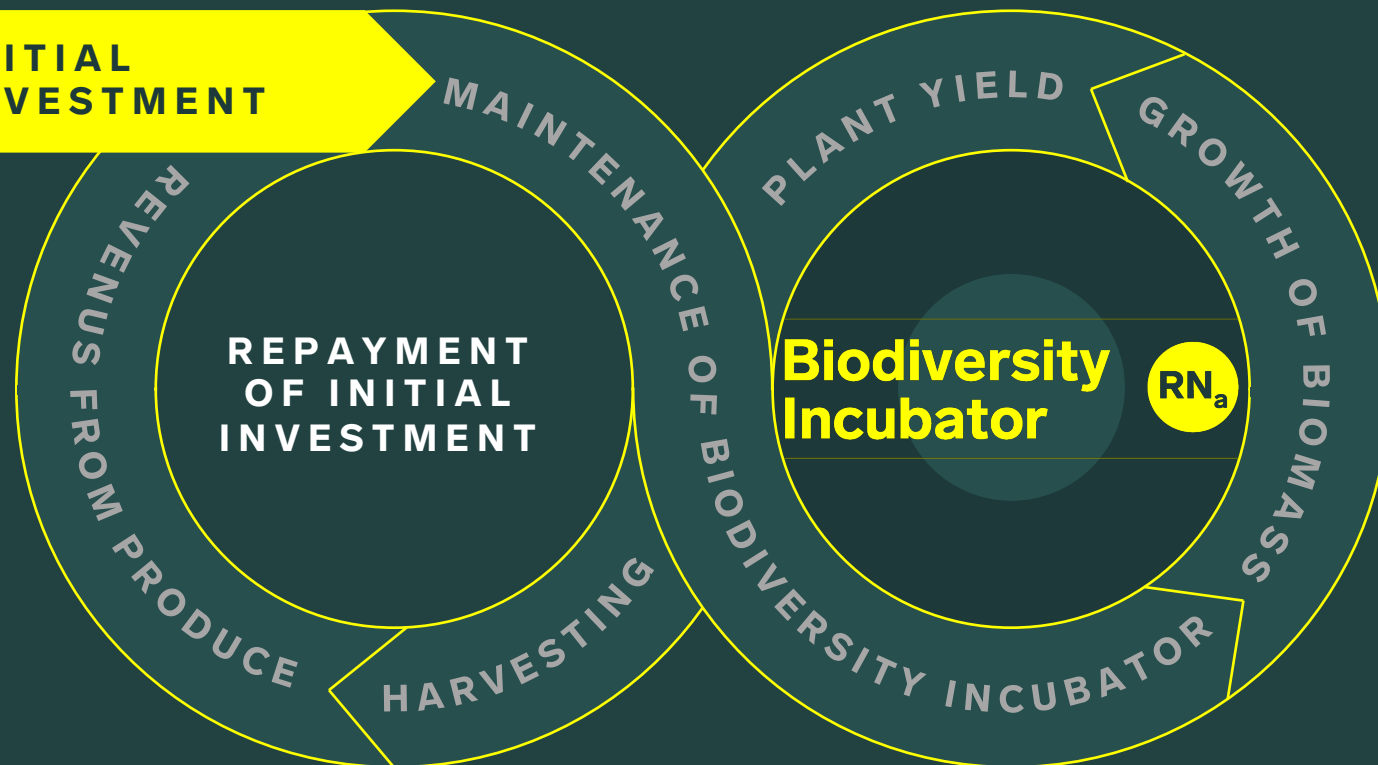 ITIAL
VESTMENT
MAINTENANCE OF BIODIVERSITY INCUBATOR
GROWTH OF BIOMASS
PLANT YIELD
HARVESTING
REVENUS FROM PRODUCE
REPAYMENT
OF INITIAL
INVESTMENT
Biodiversity
Incubator
RNa